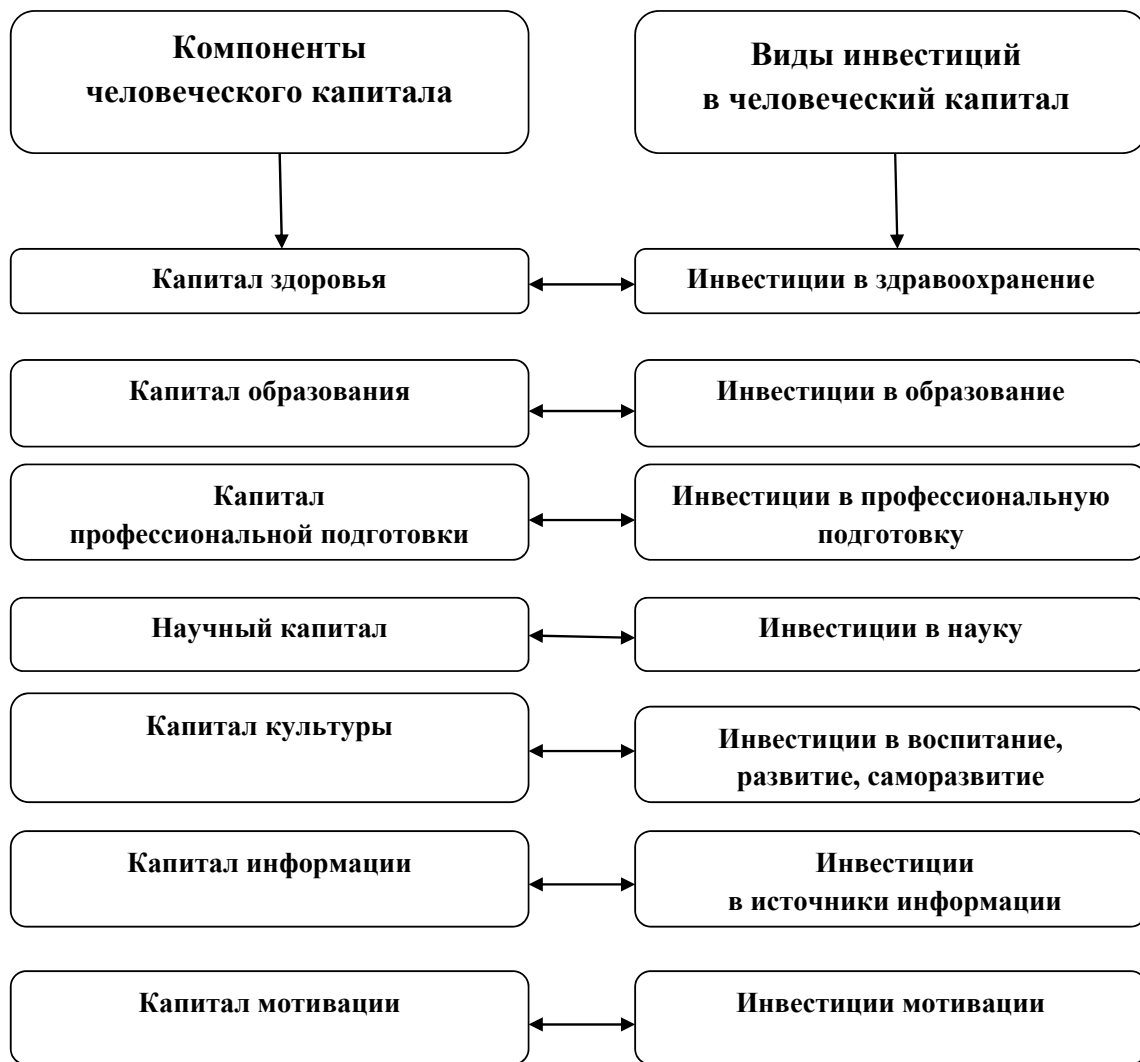 Компоненты
человеческого капитала
Виды инвестиций
в человеческий капитал
Капитал здоровья
Инвестиции в здравоохранение
Капитал образования
Инвестиции в образование
Капитал
профессиональной подготовки
Инвестиции в профессиональную
подготовку
Научный капитал
Инвестиции в науку
Капитал культуры
Инвестиции в воспитание,
развитие, саморазвитие
Капитал информации
Инвестиции
в источники информации
Капитал мотивации
Инвестиции мотивации